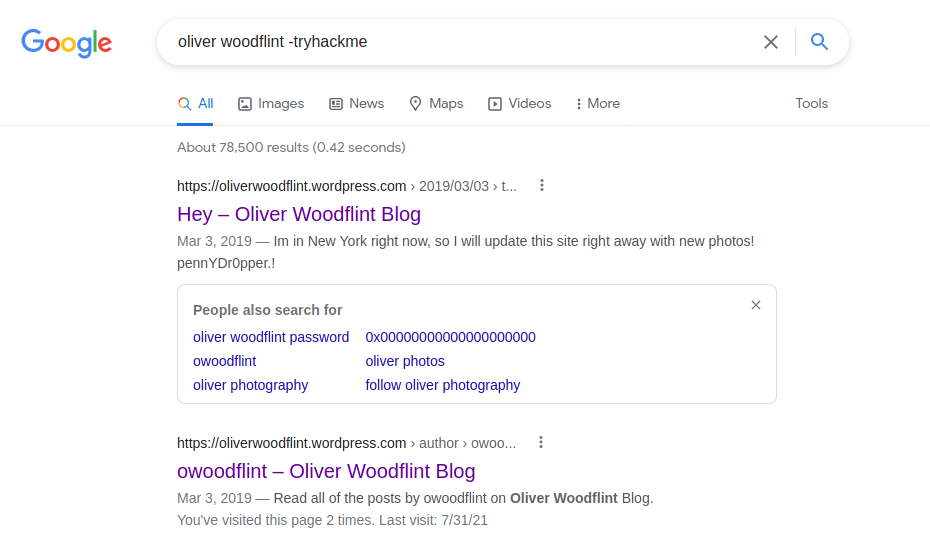 Google
oliver woodflint -tryhackme
All Images News Maps Videos More Tools
About 78,500 results (0.42 seconds)
https://oliverwoodflint.wordpress.com › 2019/03/03 › t...
Hey – Oliver Woodflint Blog
Mar 3, 2019 — Im in New York right now, so I will update this site right away with new photos!
pennYDr0pper.!
People also search for
oliver woodflint password 0x00000000000000000000
owoodflint oliver photos
oliver photography follow oliver photography
https://oliverwoodflint.wordpress.com › author › owoo...
owoodflint – Oliver Woodflint Blog
Mar 3, 2019 — Read all of the posts by owoodflint on Oliver Woodflint Blog.
You've visited this page 2 times. Last visit: 7/31/21